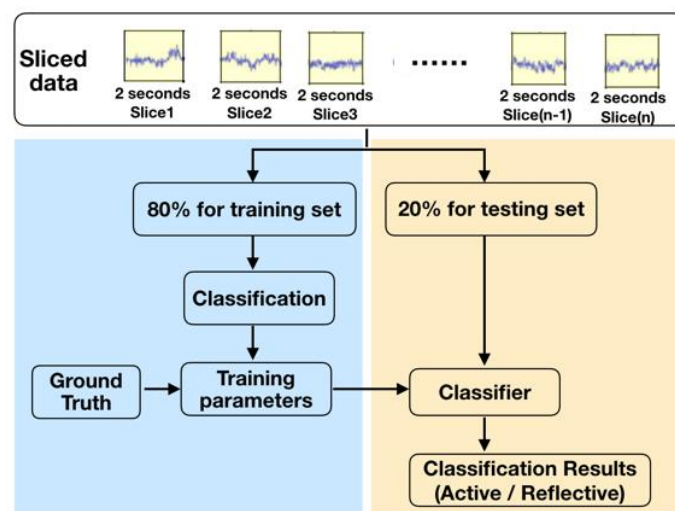 Sliced
data
2 seconds
Slice1
2 seconds
Slice2
2 seconds
Slice3
2 seconds
Slice(n-1)
2 seconds
Slice(n)
80% for training set
20% for testing set
Classification
Ground
Truth
Training
parameters
Classifier
Classification Results
(Active / Reflective)